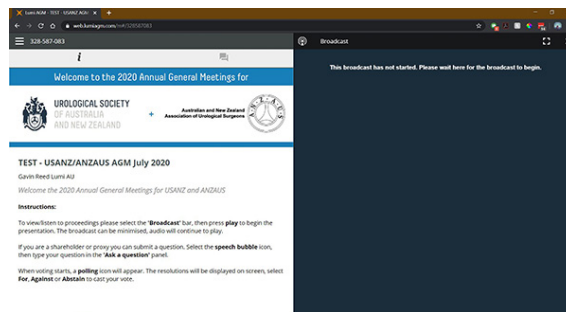 Lumi AGM - TEST - USANZ AGM
web.lumiagm.com/#/328587083
328-587-083
Broadcast
i
This broadcast has not started. Please wait here for the broadcast to begin.
Welcome to the 2020 Annual General Meetings for
UROLOGICAL SOCIETY
OF AUSTRALIA
AND NEW ZEALAND
+
Australian and New Zealand
Association of Urological Surgeons
ANZAUS
TEST - USANZ/ANZAUS AGM July 2020
Gavin Reed Lumi AU
Welcome the 2020 Annual General Meetings for USANZ and ANZAUS
Instructions:
To view/listen to proceedings please select the 'Broadcast' bar, then press play to begin the
presentation. The broadcast can be minimised, audio will continue to play.
If you are a shareholder or proxy you can submit a question. Select the speech bubble icon,
then type your question in the 'Ask a question' panel.
When voting starts, a polling icon will appear. The resolutions will be displayed on screen, select
For, Against or Abstain to cast your vote.